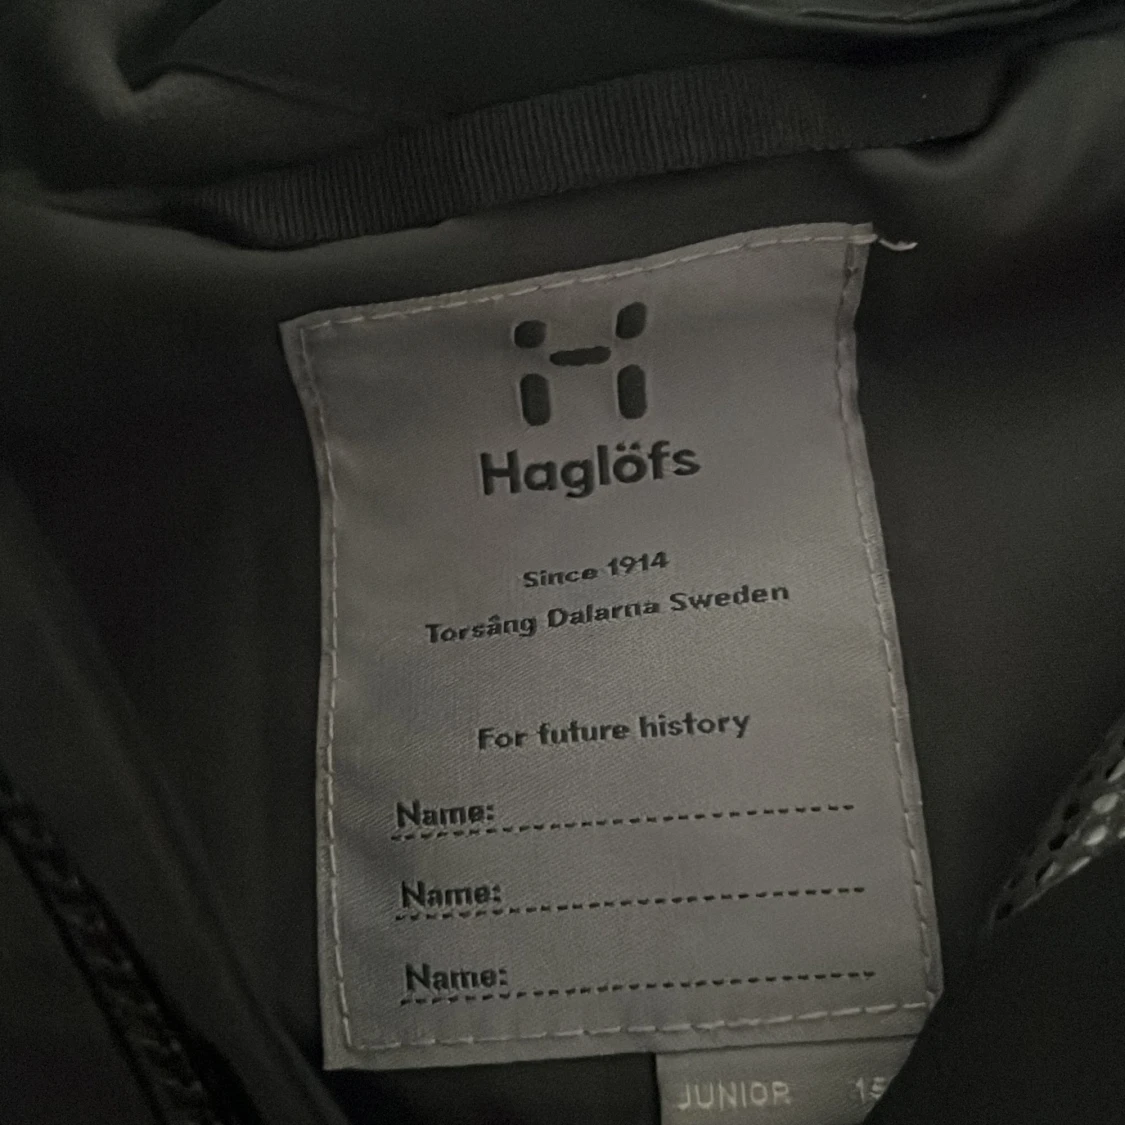 Haglöfs
Since 1914
Torsång Dalarna Sweden
For future history
Name:
Name:
Name:
JUNIOR